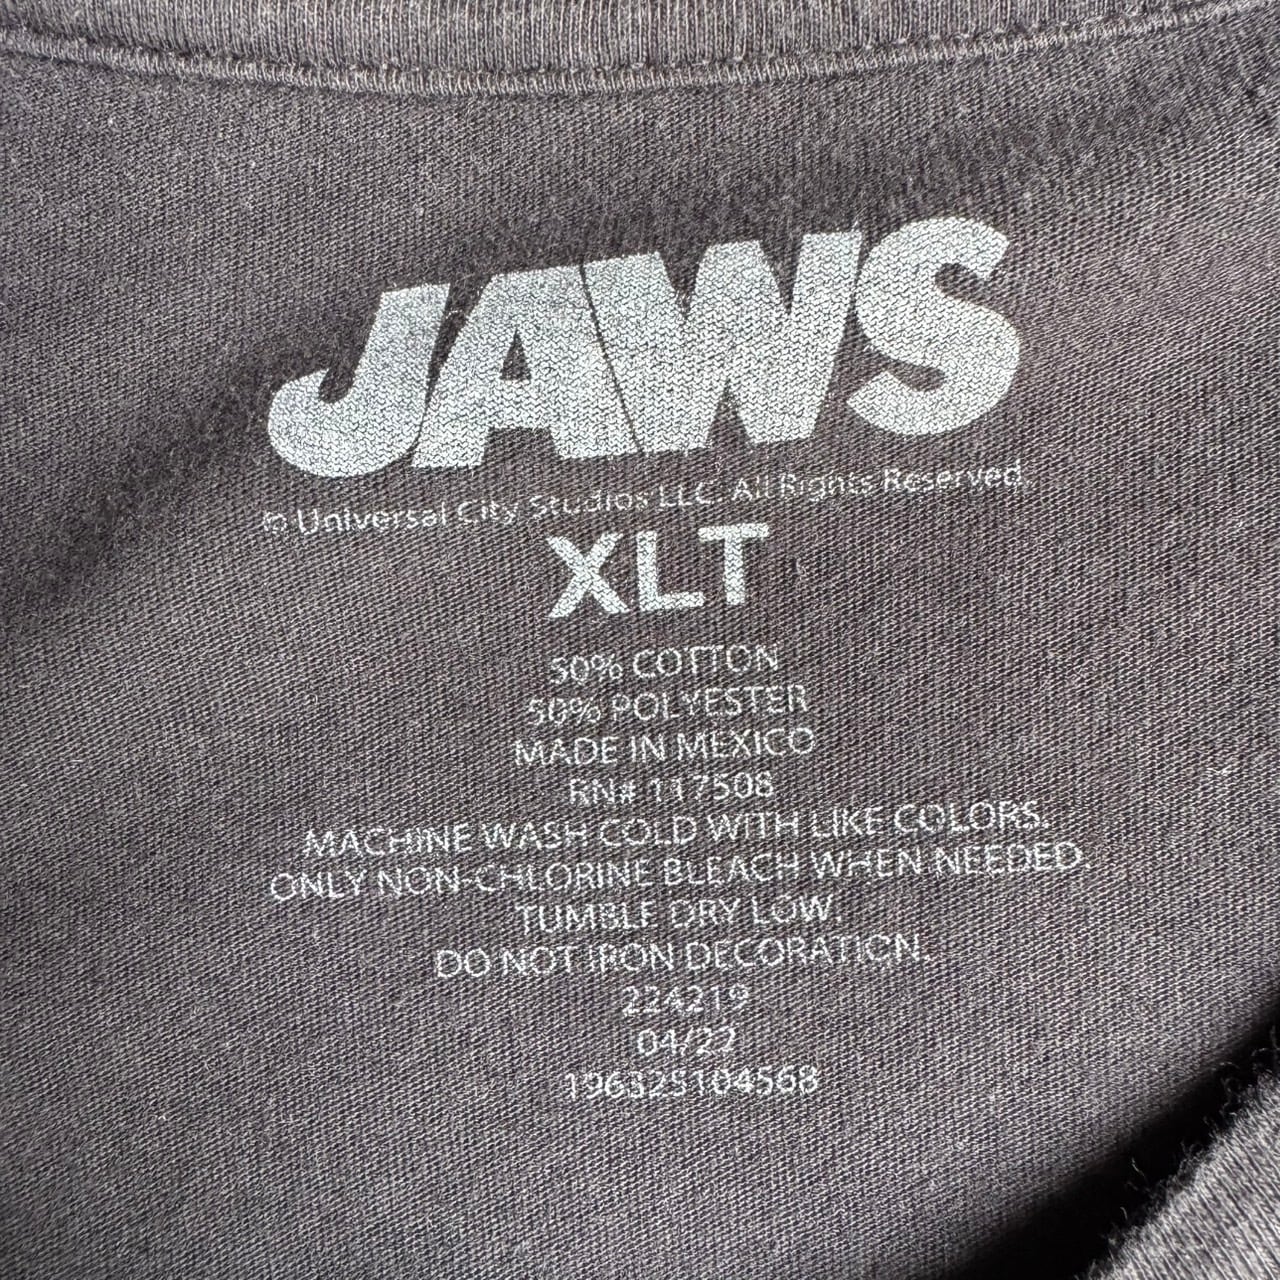 JAWS
© Universal City Studios LLC. All Rights Reserved.
XLT
50% COTTON
50% POLYESTER
MADE IN MEXICO
RN# 117508
MACHINE WASH COLD WITH LIKE COLORS.
ONLY NON-CHLORINE BLEACH WHEN NEEDED.
TUMBLE DRY LOW.
DO NOT IRON DECORATION.
224219
04/22
196325104568